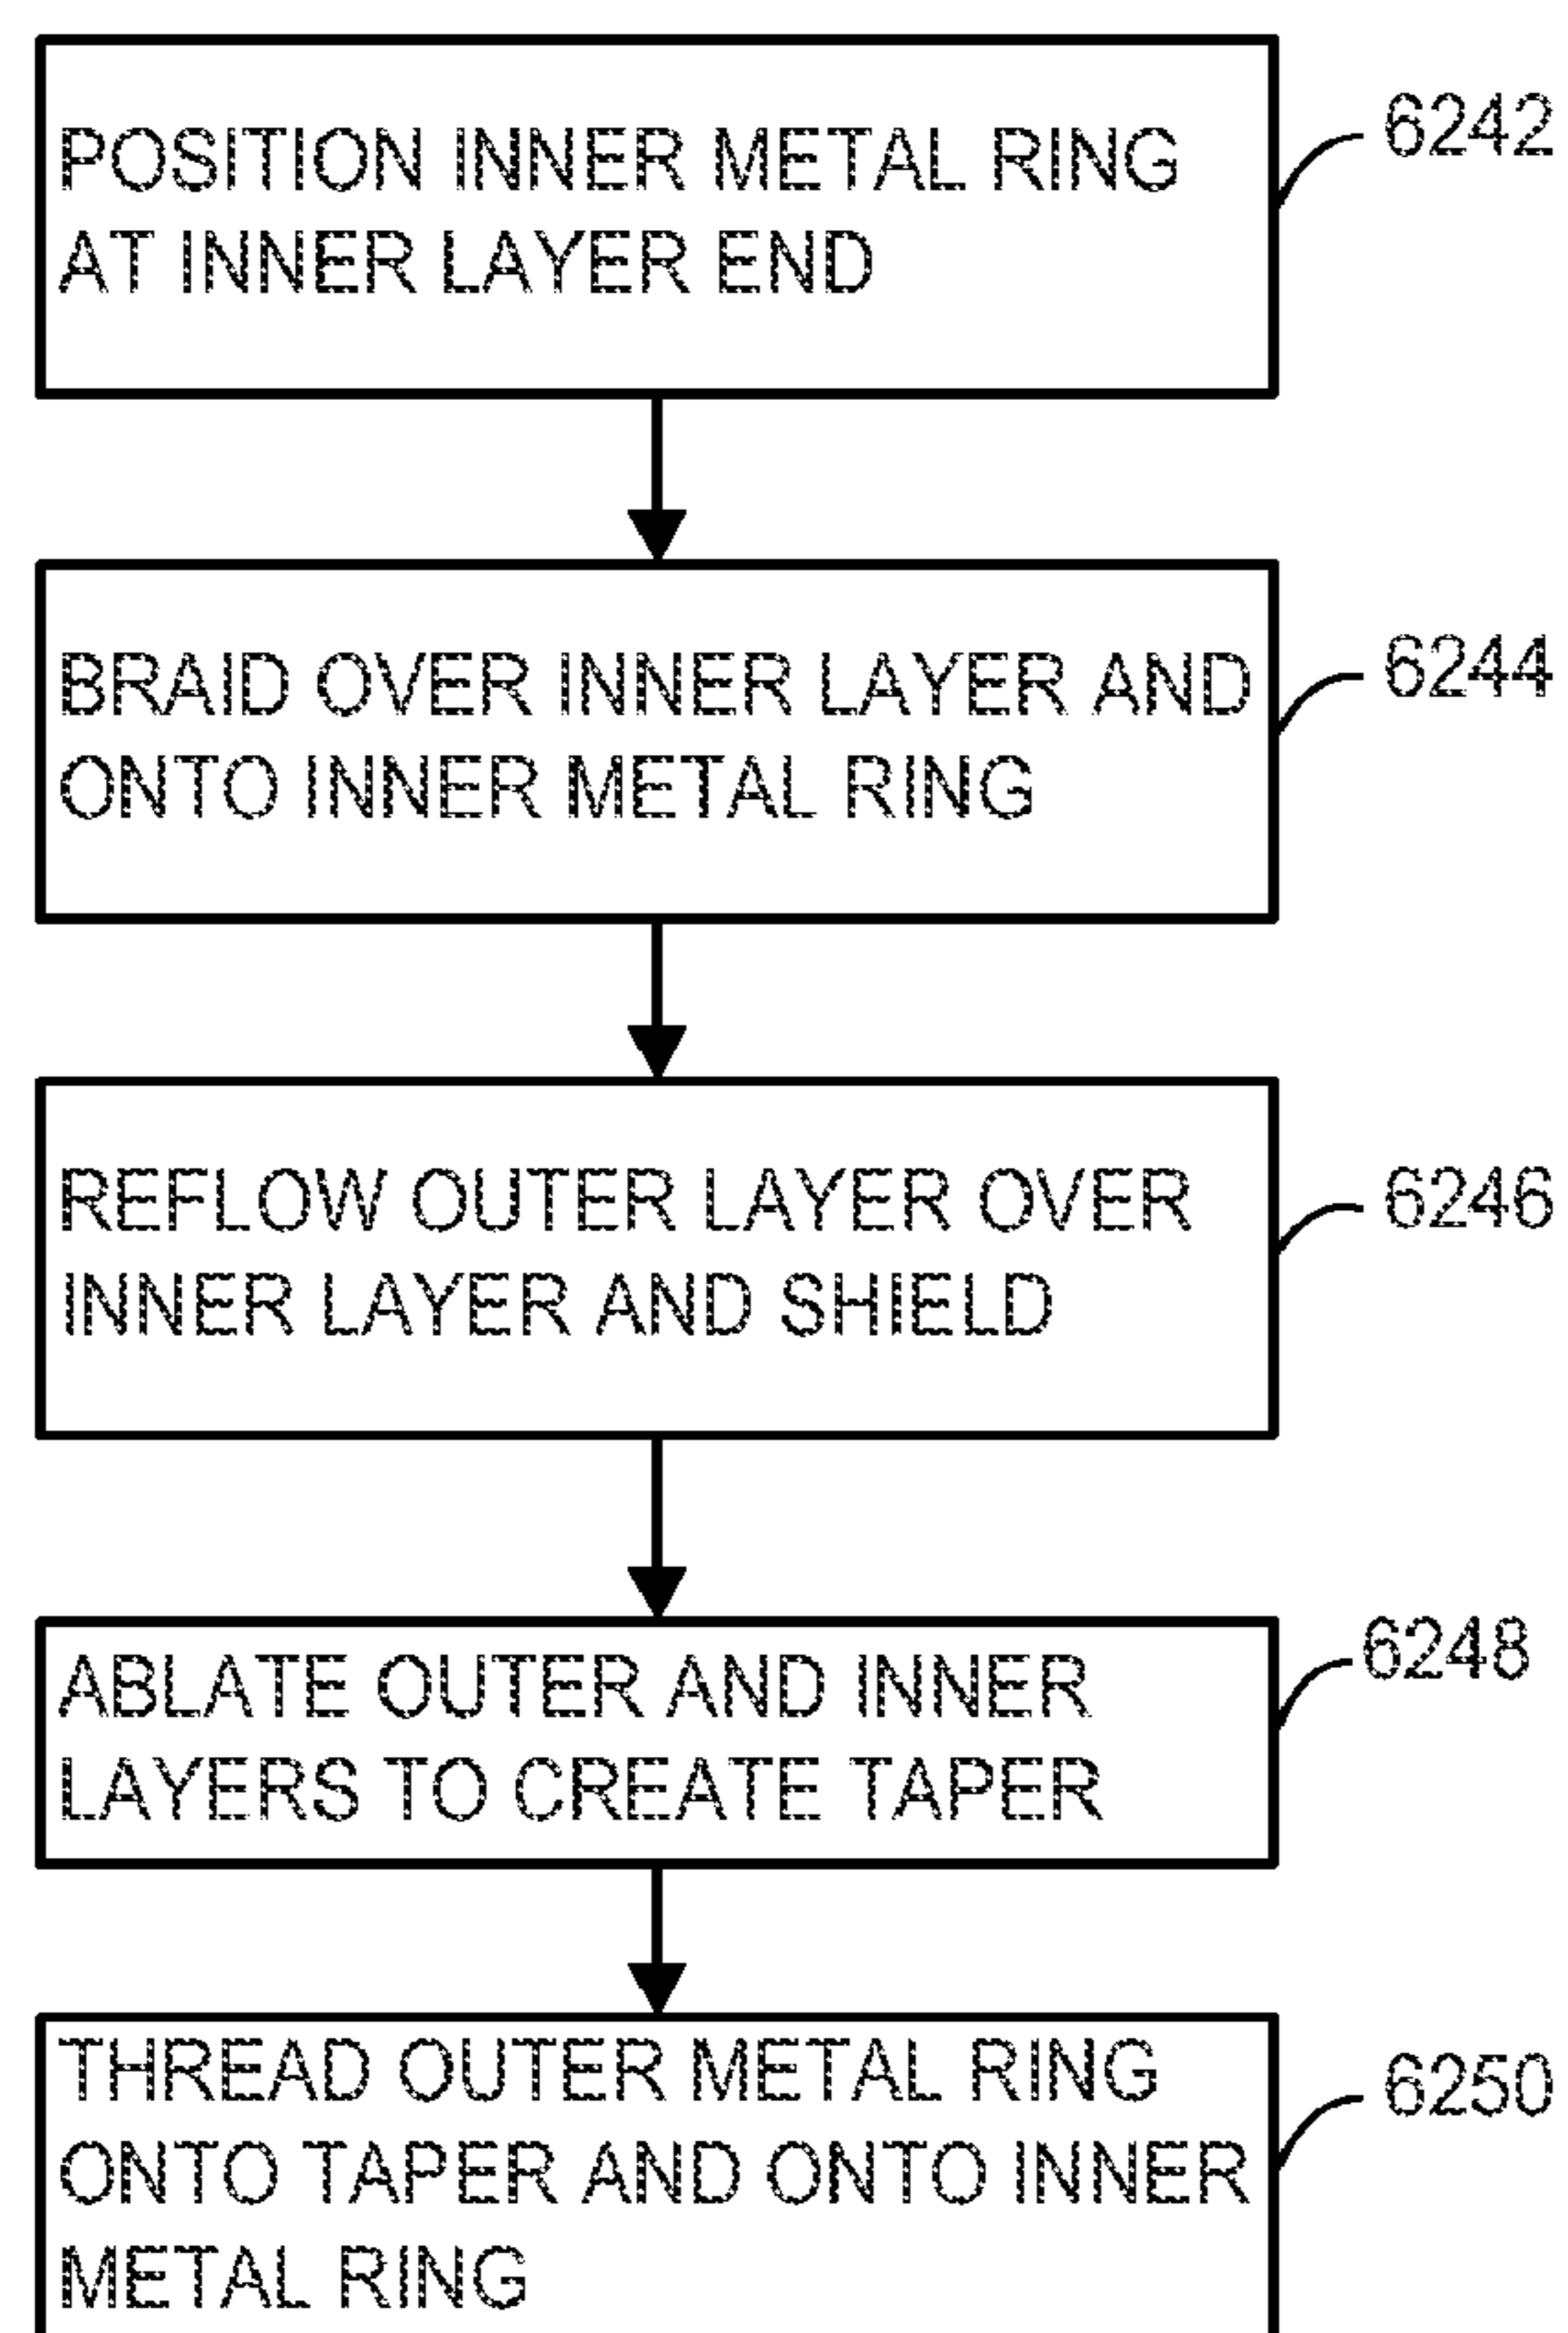 POSITION INNER METAL RING
AT INNER LAYER END
6242
BRAID OVER INNER LAYER AND
ONTO INNER METAL RING
6244
REFLOW OUTER LAYER OVER
INNER LAYER AND SHIELD
6246
ABLATE OUTER AND INNER
LAYERS TO CREATE TAPER
6248
THREAD OUTER METAL RING
ONTO TAPER AND ONTO INNER
METAL RING
6250